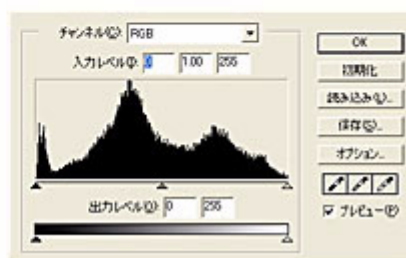 チャンネル(C): RGB
入力レベル(I): 0 1.00 255
出力レベル(O): 0 255
OK
初期化
読み込み(L)...
保存(S)...
オプション...
プレビュー(P)